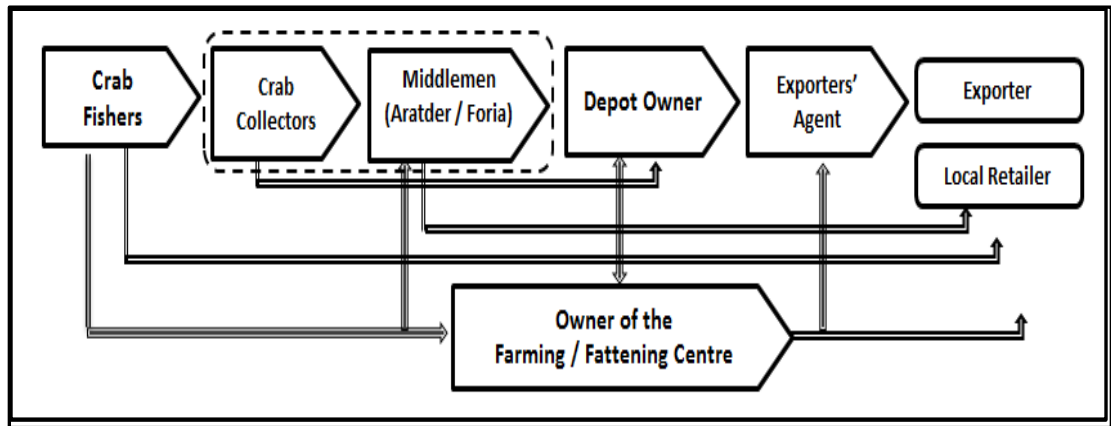 Crab
Fishers
Crab
Collectors
Middlemen
(Aratder / Foria)
Depot Owner
Exporters'
Agent
Exporter
Local Retailer
Owner of the
Farming / Fattening Centre